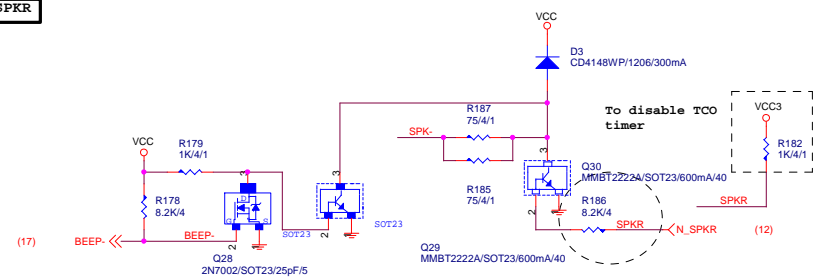 SPKR
VCC
D3
CD4148WP/1206/300mA
R187
75/4/1
To disable TCO
timer
VCC3
SPK-
VCC
R179
1K/4/1
R182
1K/4/1
3
3
3
Q30
MMBT2222A/SOT23/600mA/40
R185
75/4/1
R178
8.2K/4
D
G
S
R186
8.2K/4
SPKR
SOT23
SOT23
2
2
2
SPKR
N_SPKR
(12)
(17)
BEEP-
BEEP-
Q28
2N7002/SOT23/25pF/5
Q29
MMBT2222A/SOT23/600mA/40